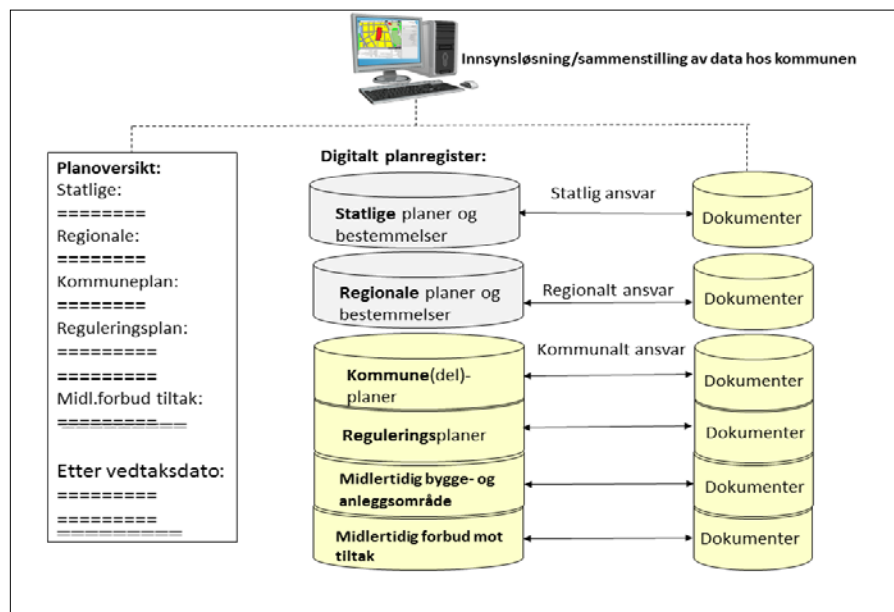 Innsynsløsning/sammenstilling av data hos kommunen
Planoversikt:
Statlige:
========
Regionale:
========
Kommuneplan:
========
Reguleringsplan:
=========
=========
Midl.forbud tiltak:
=========
Etter vedtaksdato:
=========
=========
==========
Digitalt planregister:
Statlige planer og
bestemmelser
Statlig ansvar
Dokumenter
Regionale planer og
bestemmelser
Regionalt ansvar
Dokumenter
Kommunalt ansvar
Kommune(del)-
planer
Dokumenter
Reguleringsplaner
Dokumenter
Midlertidig bygge- og
anleggsområde
Dokumenter
Midlertidig forbud mot
tiltak
Dokumenter